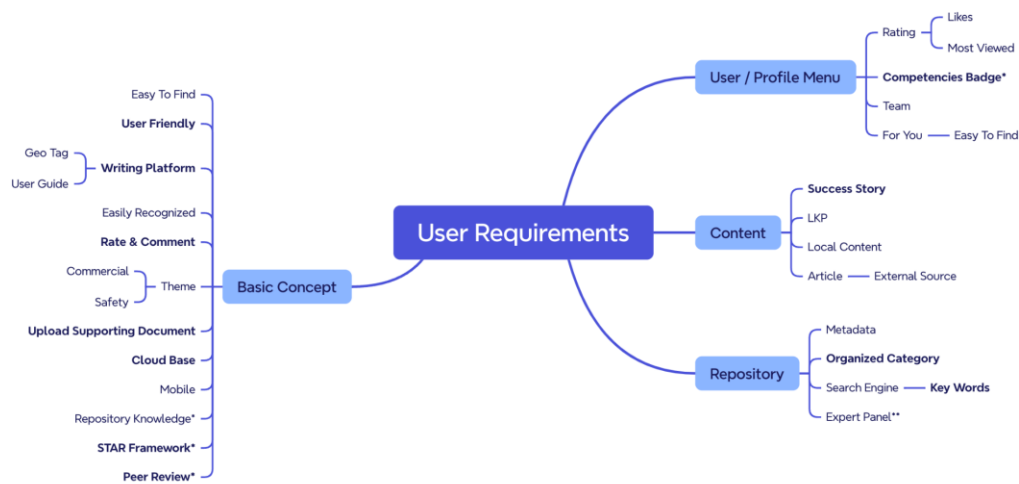 User Requirements
User / Profile Menu
Rating
Likes
Most Viewed
Competencies Badge*
Team
For You
Easy To Find
Content
Success Story
LKP
Local Content
Article
External Source
Repository
Metadata
Organized Category
Search Engine
Key Words
Expert Panel**
Basic Concept
Easy To Find
User Friendly
Writing Platform
Geo Tag
User Guide
Easily Recognized
Rate & Comment
Theme
Commercial
Safety
Upload Supporting Document
Cloud Base
Mobile
Repository Knowledge*
STAR Framework*
Peer Review*